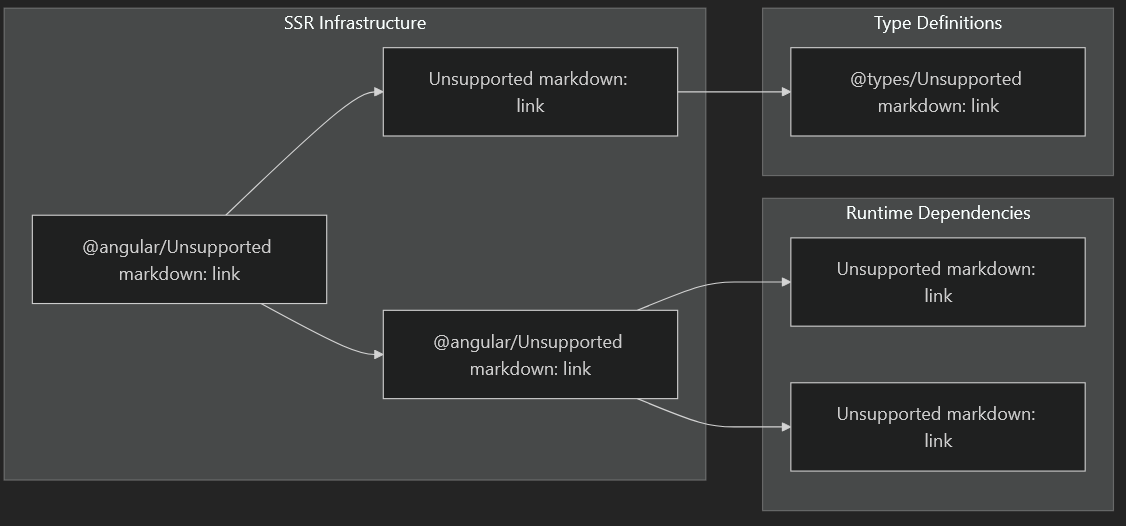 SSR Infrastructure
Unsupported markdown:
link
@angular/Unsupported
markdown: link
@angular/Unsupported
markdown: link
Type Definitions
@types/Unsupported
markdown: link
Runtime Dependencies
Unsupported markdown:
link
Unsupported markdown:
link